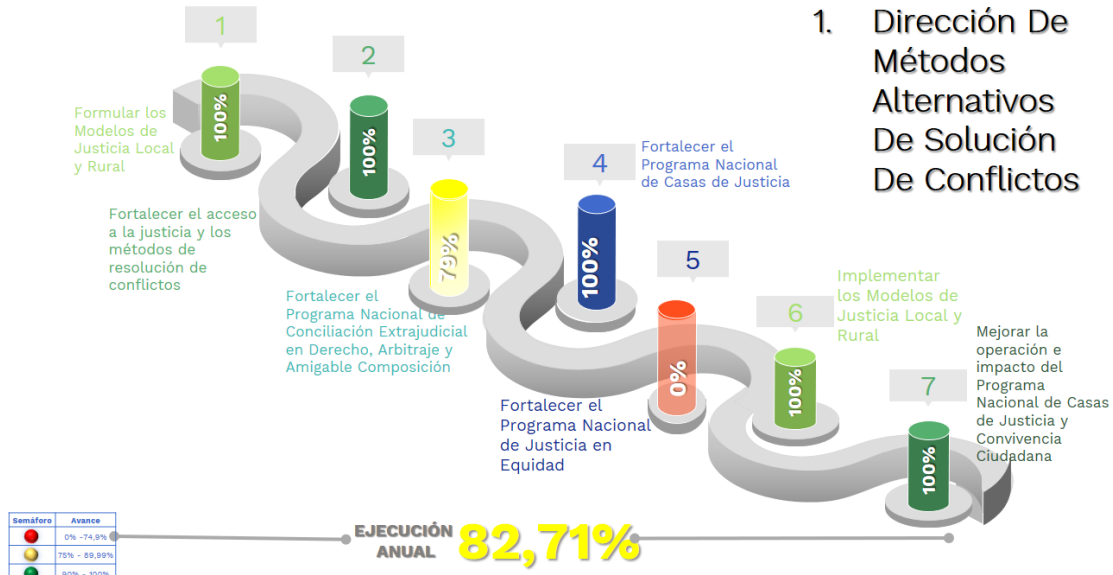 1. Dirección De
Métodos
Alternativos
De Solución
De Conflictos
1
100%
Formular los
Modelos de
Justicia Local
y Rural
2
100%
Fortalecer el acceso
a la justicia y los
métodos de
resolución de
conflictos
3
79%
Fortalecer el
Programa Nacional de
Conciliación Extrajudicial
en Derecho, Arbitraje y
Amigable Composición
4
100%
Fortalecer el
Programa Nacional
de Casas de Justicia
5
0%
Fortalecer el
Programa Nacional
de Justicia en
Equidad
6
100%
Implementar
los Modelos de
Justicia Local y
Rural
7
100%
Mejorar la
operación e
impacto del
Programa
Nacional de Casas
de Justicia y
Convivencia
Ciudadana
Semáforo Avance
0% -74,9%
75% - 89,99%
90% - 100%
EJECUCIÓN
ANUAL
82,71%